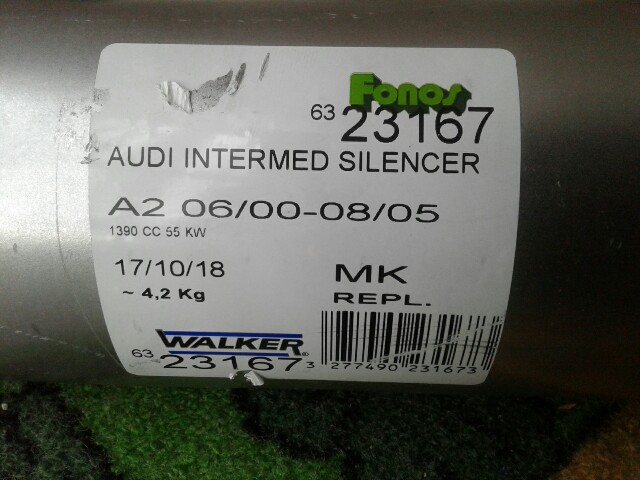 Fonos
63 23167
AUDI INTERMED SILENCER
A2 06/00-08/05
1390 CC 55 KW
17/10/18 MK
~ 4,2 Kg REPL.
WALKER®
63 23167
3 277490 231673